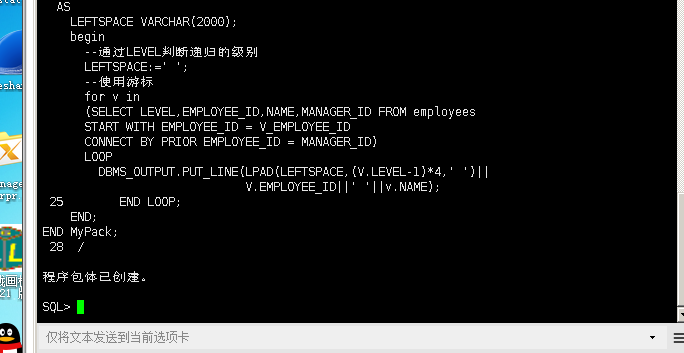 AS
LEFTSPACE VARCHAR(2000);
begin
--通过LEVEL判断递归的级别
LEFTSPACE:=' ';
--使用游标
for v in
(SELECT LEVEL,EMPLOYEE_ID,NAME,MANAGER_ID FROM employees
START WITH EMPLOYEE_ID = V_EMPLOYEE_ID
CONNECT BY PRIOR EMPLOYEE_ID = MANAGER_ID)
LOOP
DBMS_OUTPUT.PUT_LINE(LPAD(LEFTSPACE,(V.LEVEL-1)*4,' ')||
V.EMPLOYEE_ID||' '||v.NAME);
25 END LOOP;
END;
END MyPack;
28 /
程序包体已创建。
SQL>
仅将文本发送到当前选项卡